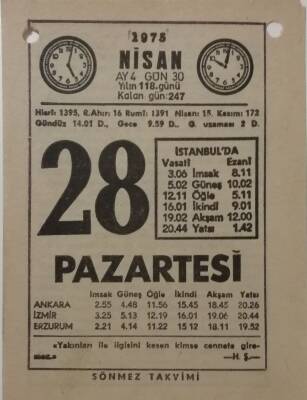 1975
NİSAN
AY 4 GÜN 30
Yılın 118.günü
Kalan gün:247
Hicri: 1395, R.Ahır: 16 Rumî: 1391 Nisan: 15, Kasım: 172
Gündüz 14.01 D., Gece 9.59 D., G. uzaması 2 D.
28
İSTANBUL'DA
Vasatî Ezanî
3.06 İmsak 8.11
5.02 Güneş 10.02
12.11 Öğle 5.11
16.01 İkindi 9.01
19.02 Akşam 12.00
20.44 Yatsı 1.42
PAZARTESİ
İmsak Güneş Öğle İkindi Akşam Yatsı
ANKARA 2.55 4.48 11.56 15.45 18.45 20.26
İZMİR 3.25 5.13 12.19 16.01 19.06 20.44
ERZURUM 2.21 4.14 11.22 15 12 18.11 19.52
«Yakınları ile ilgisini kesen kimse cennete gire-
mez.» —H. Ş.—
SÖNMEZ TAKVİMİ